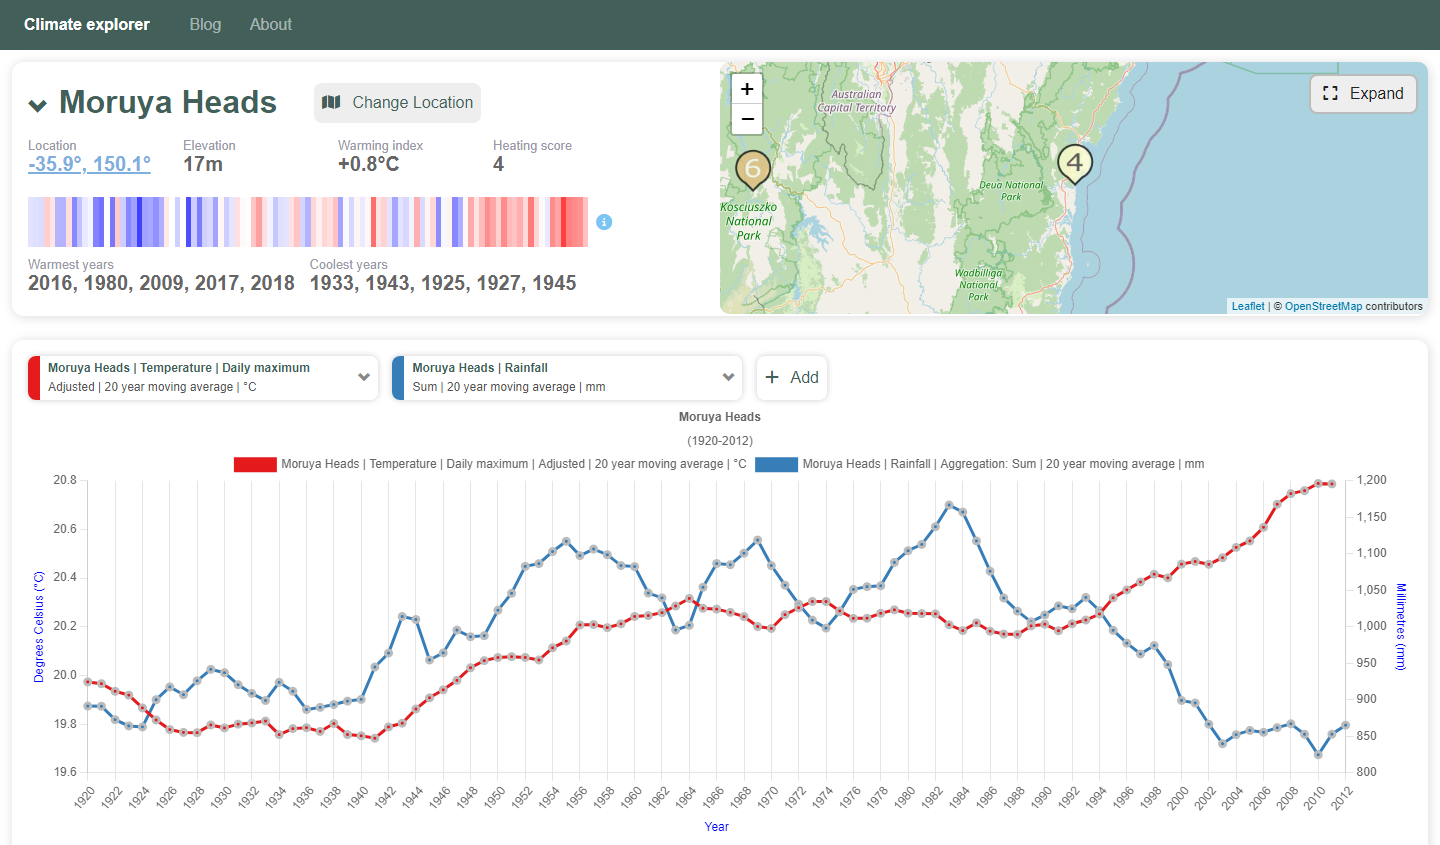 Climate explorer Blog About
Moruya Heads Change Location
Location Elevation Warming index Heating score
-35.9°, 150.1° 17m +0.8°C 4
Warmest years Coolest years
2016, 1980, 2009, 2017, 2018 1933, 1943, 1925, 1927, 1945
+
−
Expand
Australian
Capital Territory
6
4
Deua National
Park
Kosciuszko
National
Park
Wadbilliga
National
Park
Leaflet | © OpenStreetMap contributors
Moruya Heads | Temperature | Daily maximum
Adjusted | 20 year moving average | °C
Moruya Heads | Rainfall
Sum | 20 year moving average | mm
+ Add
Moruya Heads
(1920-2012)
Moruya Heads | Temperature | Daily maximum | Adjusted | 20 year moving average | °C
Moruya Heads | Rainfall | Aggregation: Sum | 20 year moving average | mm
Degrees Celsius (°C)
20.8
20.6
20.4
20.2
20.0
19.8
19.6
1,200
1,150
1,100
1,050
1,000
950
900
850
800
Millimetres (mm)
1920 1922 1924 1926 1928 1930 1932 1934 1936 1938 1940 1942 1944 1946 1948 1950 1952 1954 1956 1958 1960 1962 1964 1966 1968 1970 1972 1974 1976 1978 1980 1982 1984 1986 1988 1990 1992 1994 1996 1998 2000 2002 2004 2006 2008 2010 2012
Year